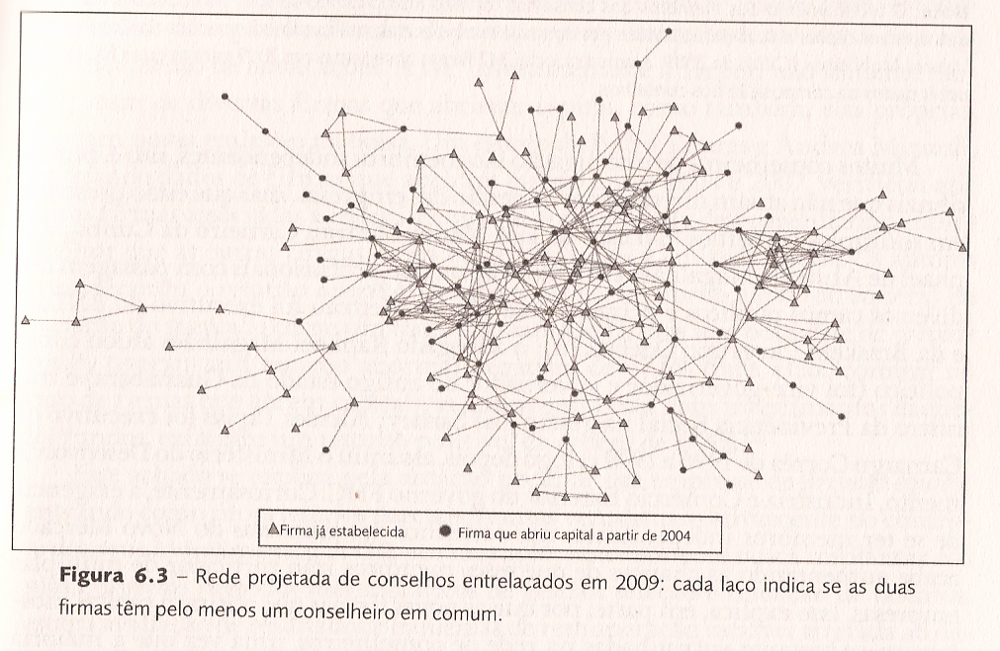 Firma já estabelecida
Firma que abriu capital a partir de 2004
Figura 6.3 – Rede projetada de conselhos entrelaçados em 2009: cada laço indica se as duas
firmas têm pelo menos um conselheiro em comum.